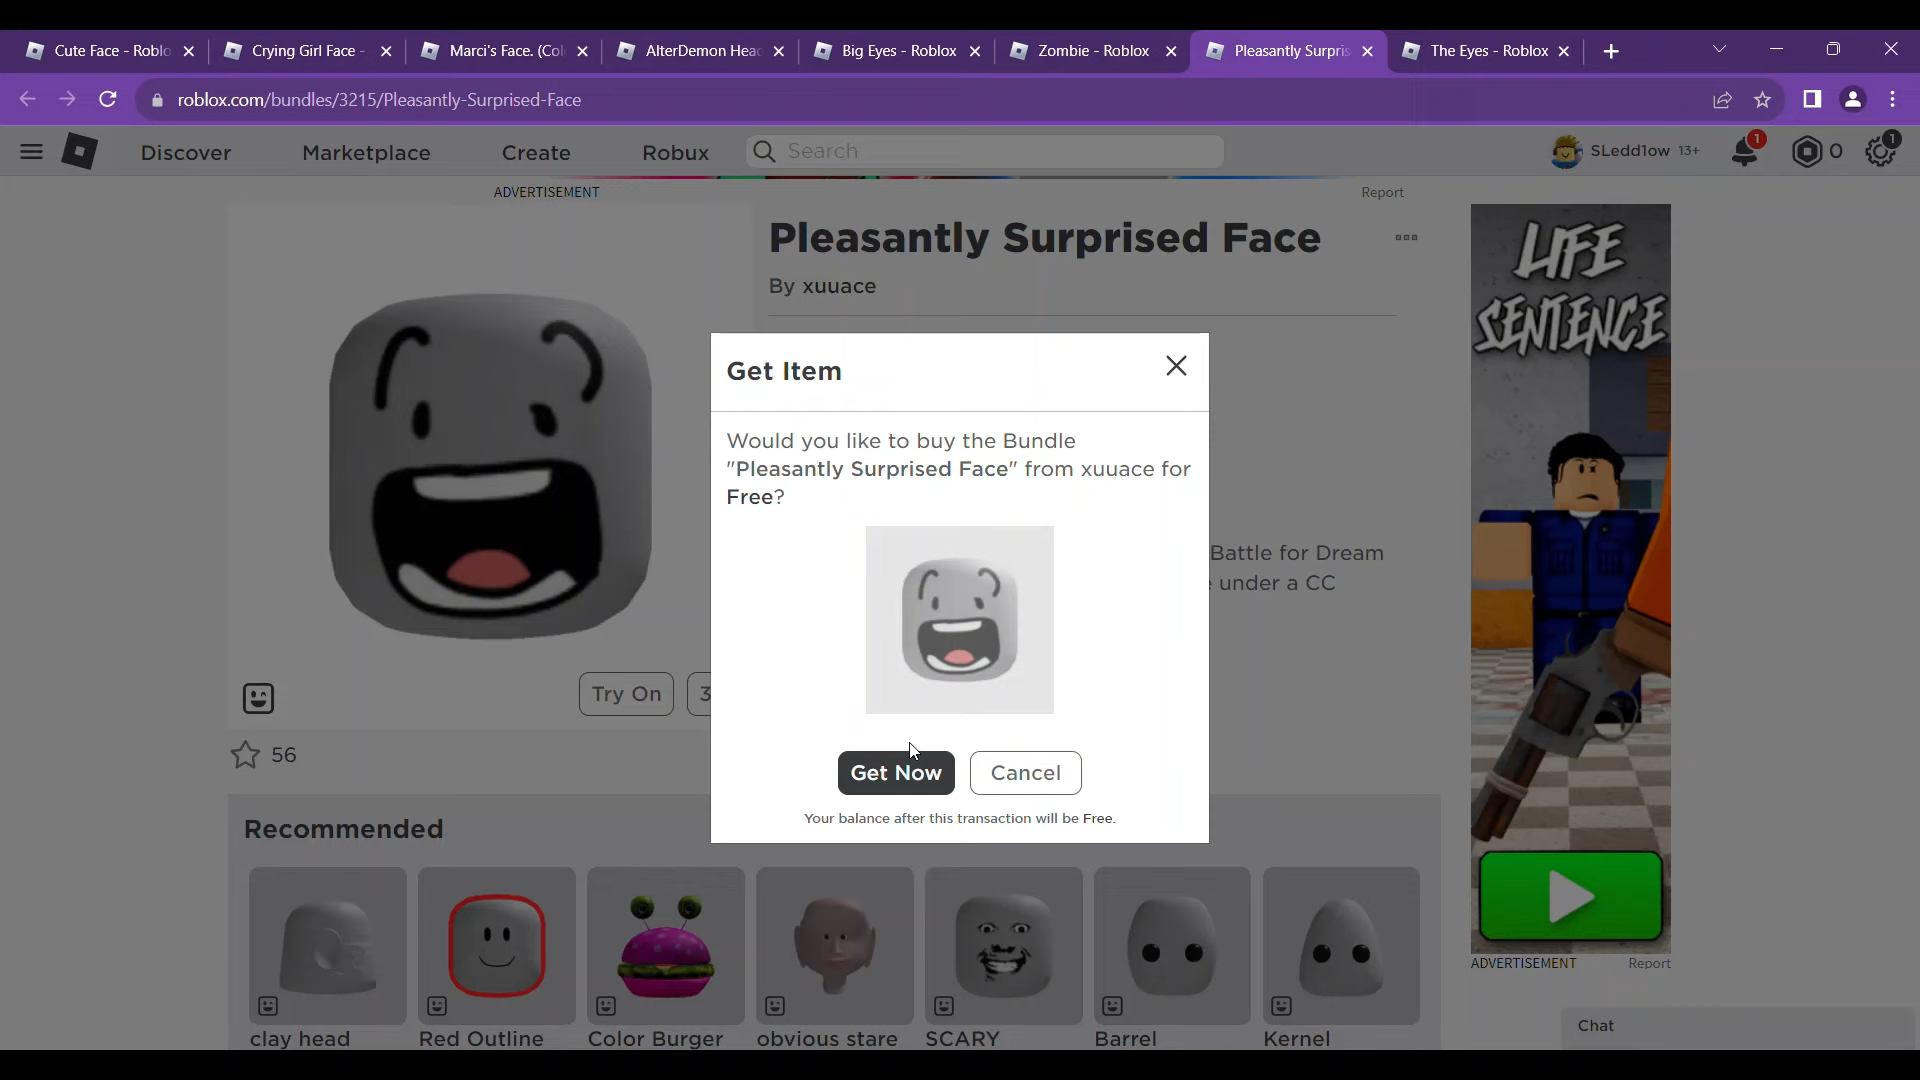 Cute Face - Roblo
Crying Girl Face -
Marci's Face. (Col
AlterDemon Head
Big Eyes - Roblox
Zombie - Roblox
Pleasantly Surpris
The Eyes - Roblox
roblox.com/bundles/3215/Pleasantly-Surprised-Face
Discover
Marketplace
Create
Robux
Search
SLedd1ow 13+
1
0
1
ADVERTISEMENT
Report
Pleasantly Surprised Face
By xuuace
LIFE
SENTENCE
Get Item
Would you like to buy the Bundle
"Pleasantly Surprised Face" from xuuace for
Free?
Battle for Dream
under a CC
Try On
3
56
Get Now
Cancel
Your balance after this transaction will be Free.
Recommended
clay head
Red Outline
Color Burger
obvious stare
SCARY
Barrel
Kernel
ADVERTISEMENT
Report
Chat